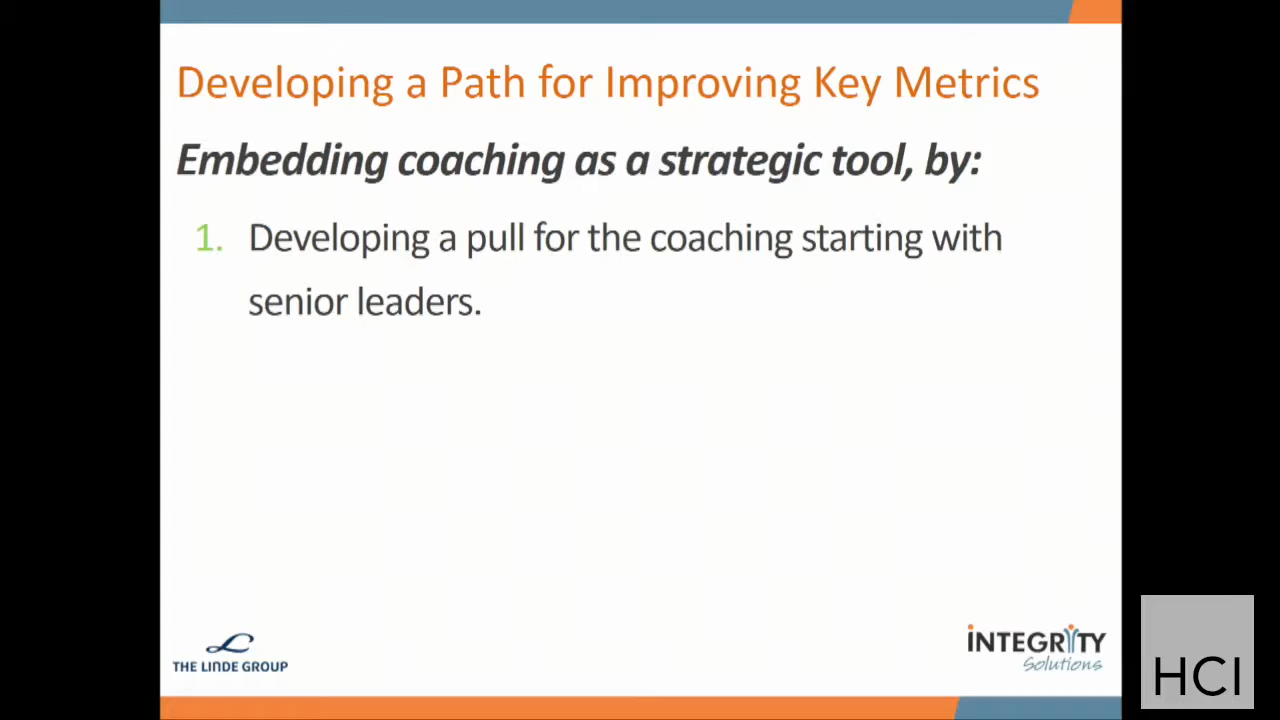 Developing a Path for Improving Key Metrics
Embedding coaching as a strategic tool, by:
1. Developing a pull for the coaching starting with
senior leaders.
THE LINDE GROUP
INTEGRITY
Solutions
HCI